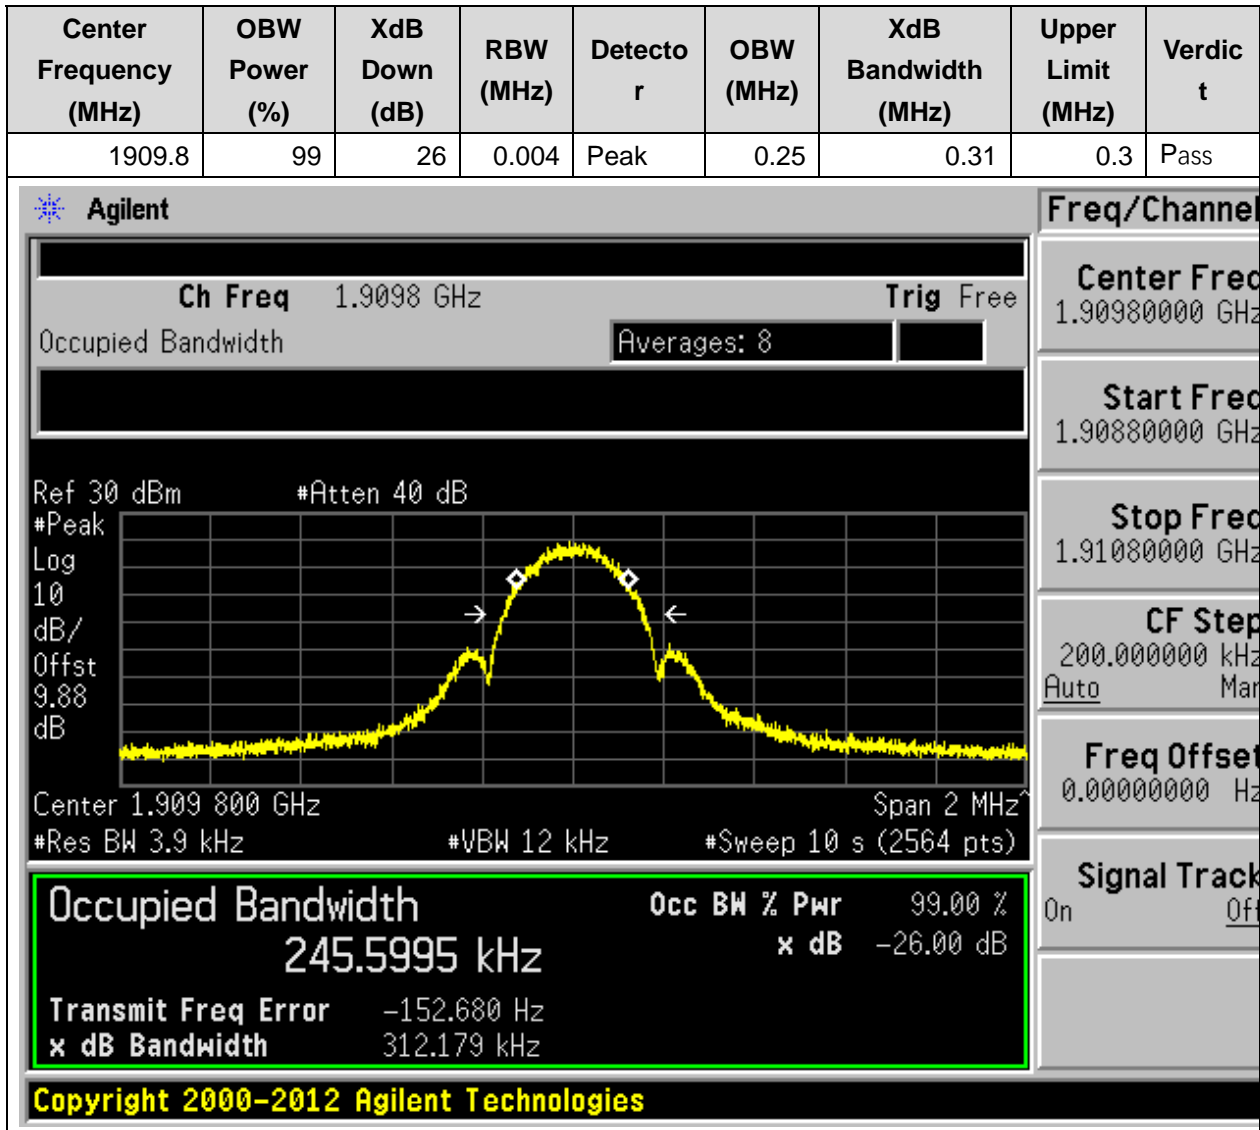 Center Frequency (MHz) OBW Power (%) XdB Down (dB) RBW (MHz) Detecto r OBW (MHz) XdB Bandwidth (MHz) Upper Limit (MHz) Verdic t
1909.8 99 26 0.004 Peak 0.25 0.31 0.3 Pass
Agilent
Freq/Channel
Ch Freq 1.9098 GHz Trig Free
Occupied Bandwidth Averages: 8
Center Freq
1.90980000 GHz
Start Freq
1.90880000 GHz
Stop Freq
1.91080000 GHz
CF Step
200.000000 kHz
Auto Man
Freq Offset
0.00000000 Hz
Signal Track
On Off
Ref 30 dBm #Atten 40 dB
#Peak
Log
10
dB/
Offst
9.88
dB
Center 1.909 800 GHz Span 2 MHz^
#Res BW 3.9 kHz #VBW 12 kHz #Sweep 10 s (2564 pts)
Occupied Bandwidth Occ BW % Pwr 99.00 %
245.5995 kHz x dB -26.00 dB
Transmit Freq Error -152.680 Hz
x dB Bandwidth 312.179 kHz
Copyright 2000-2012 Agilent Technologies